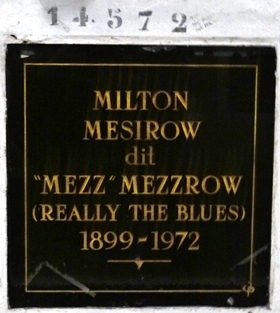 14572
MILTON
MESIROW
dit
"MEZZ" MEZZROW
(REALLY THE BLUES)
1899-1972